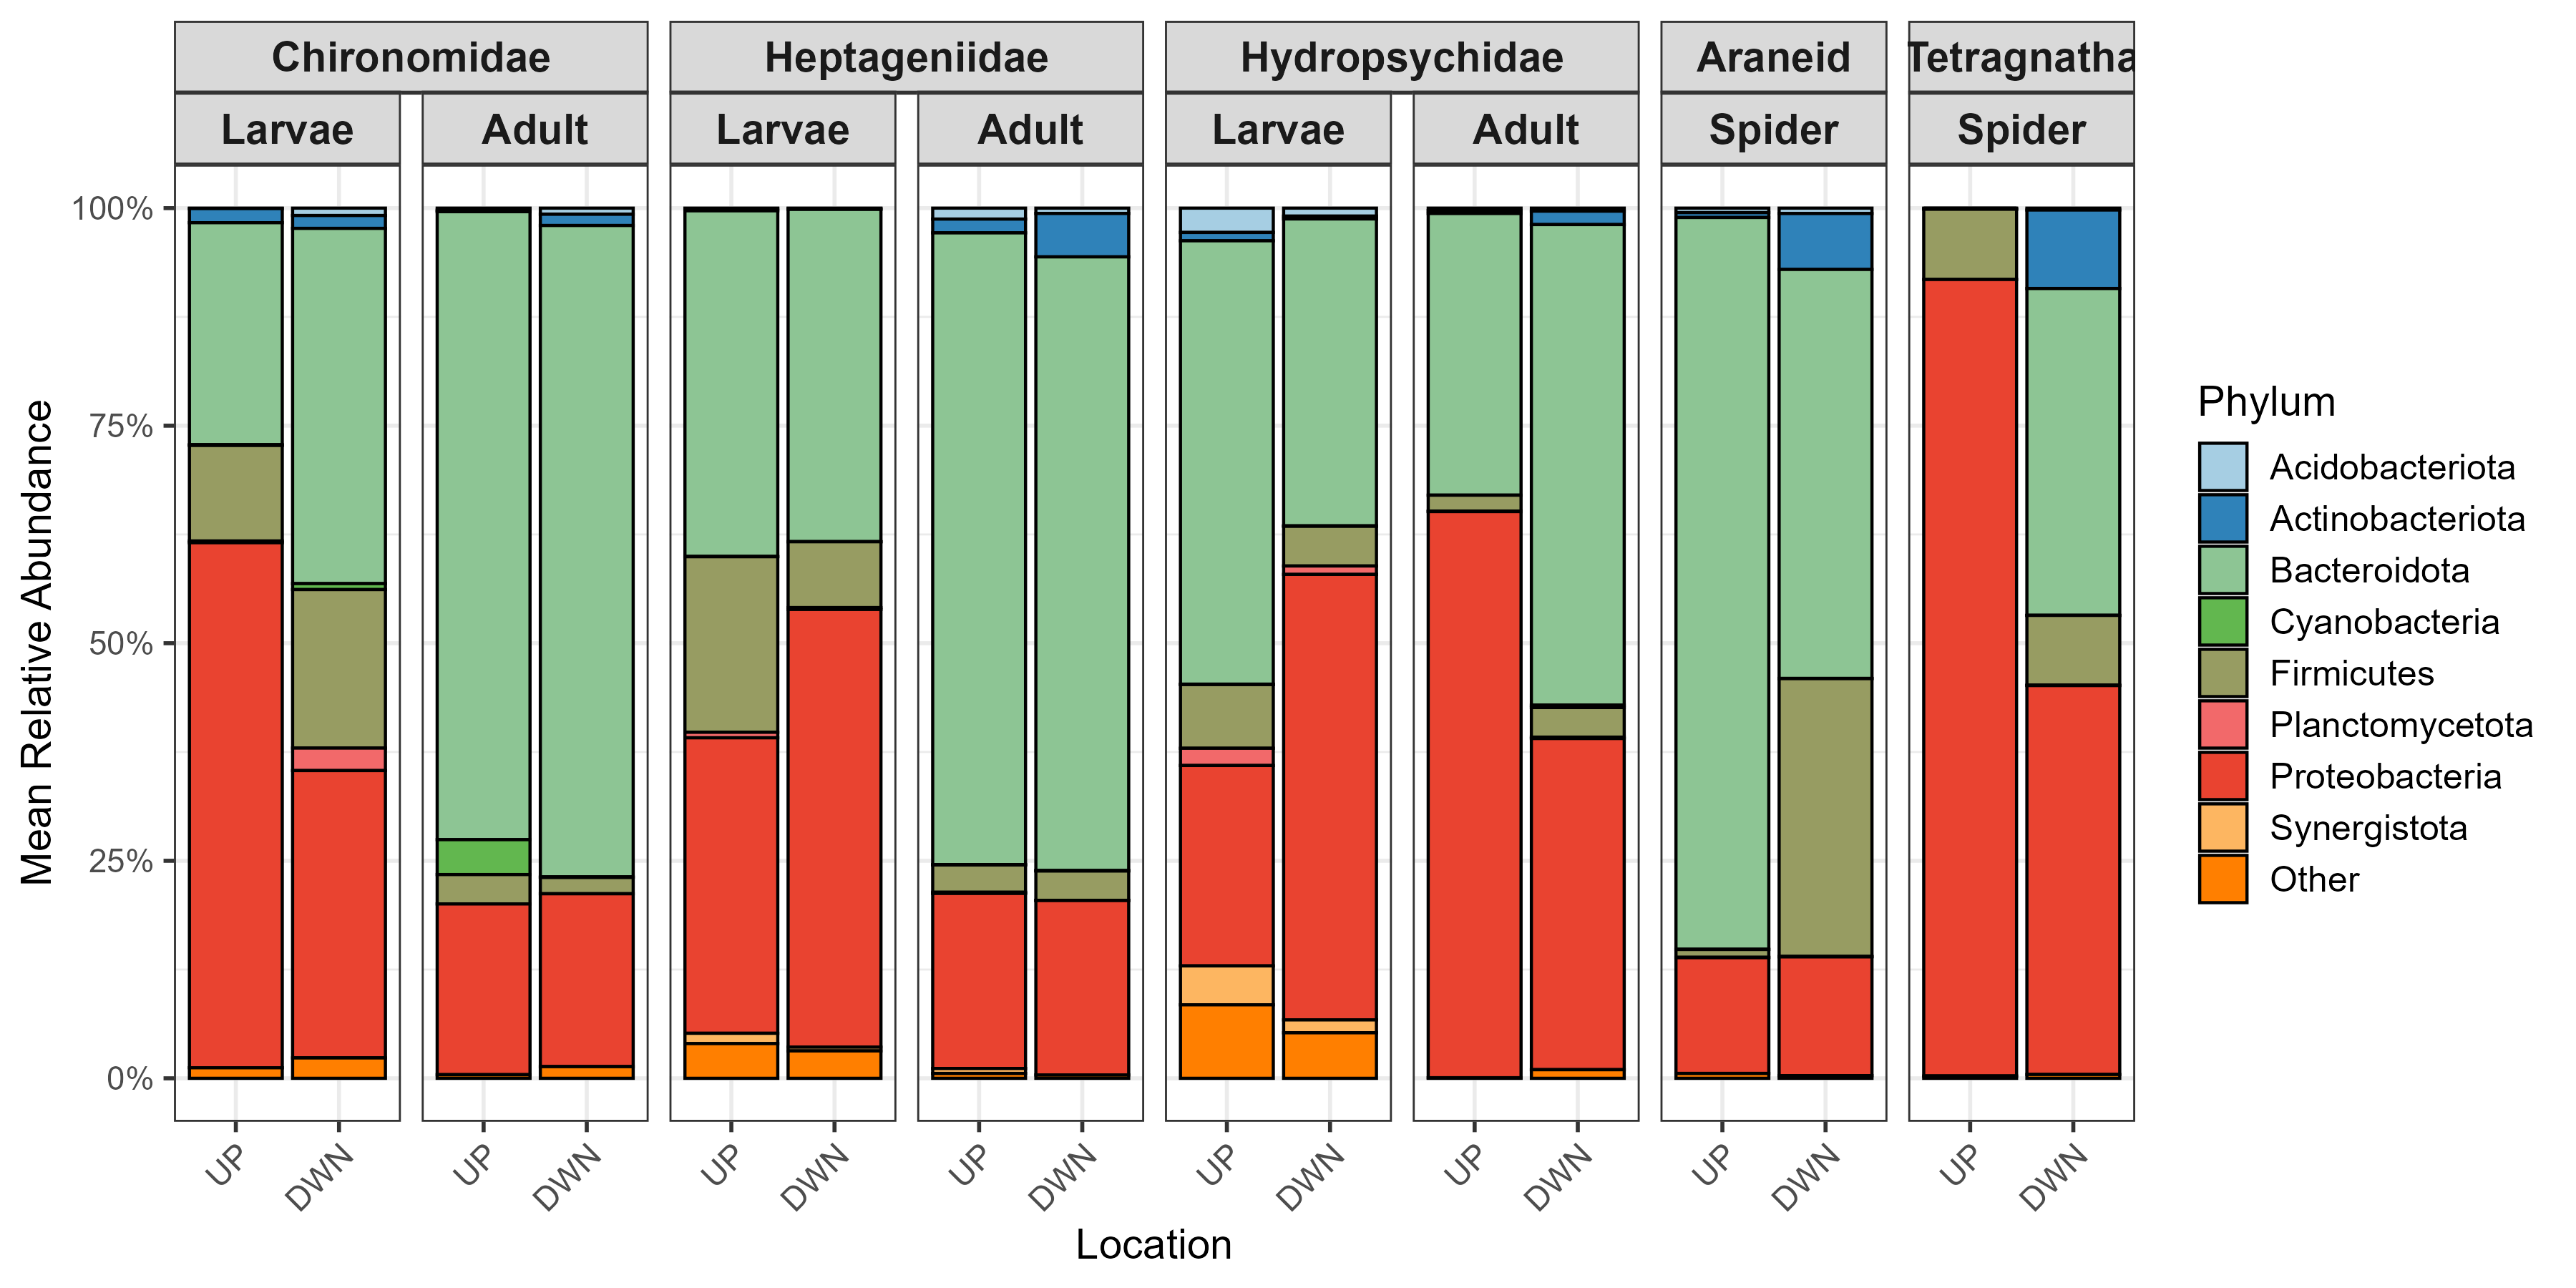 Chironomidae Heptageniidae Hydropsychidae Araneid Tetragnatha
Larvae Adult Larvae Adult Larvae Adult Spider Spider
Mean Relative Abundance
100%
75%
50%
25%
0%
UP DWN UP DWN UP DWN UP DWN UP DWN UP DWN UP DWN UP DWN
Location
Phylum
Acidobacteriota
Actinobacteriota
Bacteroidota
Cyanobacteria
Firmicutes
Planctomycetota
Proteobacteria
Synergistota
Other